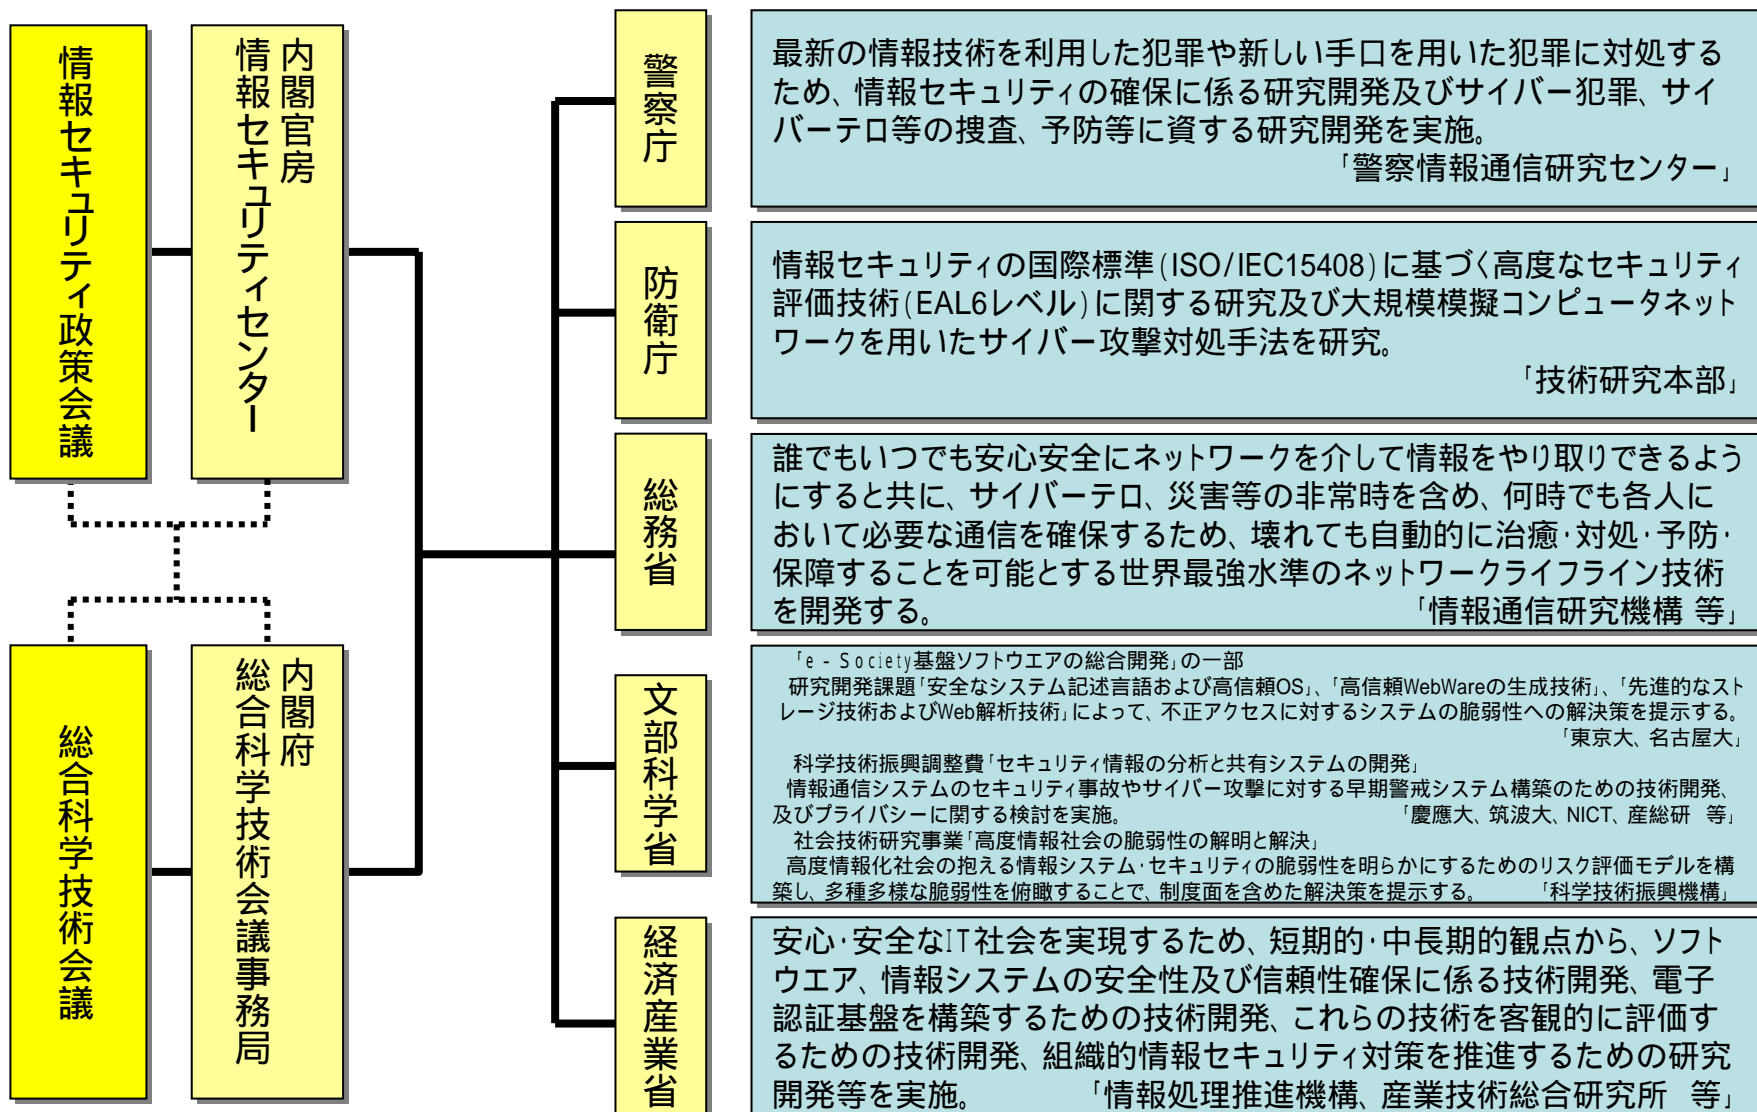 情報セキュリティ政策会議
内閣官房
情報セキュリティセンター
総合科学技術会議
内閣府
総合科学技術会議事務局
警察庁
最新の情報技術を利用した犯罪や新しい手口を用いた犯罪に対処する
ため、情報セキュリティの確保に係る研究開発及びサイバー犯罪、サイ
バーテロ等の捜査、予防等に資する研究開発を実施。
「警察情報通信研究センター」
防衛庁
情報セキュリティの国際標準(ISO/IEC15408)に基づく高度なセキュリティ
評価技術(EAL6レベル)に関する研究及び大規模模擬コンピュータネット
ワークを用いたサイバー攻撃対処手法を研究。
「技術研究本部」
総務省
誰でもいつでも安心安全にネットワークを介して情報をやり取りできるよう
にすると共に、サイバーテロ、災害等の非常時を含め、何時でも各人に
おいて必要な通信を確保するため、壊れても自動的に治癒・対処・予防・
保障することを可能とする世界最強水準のネットワークライフライン技術
を開発する。 「情報通信研究機構 等」
文部科学省
「e-Society基盤ソフトウエアの総合開発」の一部
研究開発課題「安全なシステム記述言語および高信頼OS」、「高信頼WebWareの生成技術」、「先進的なスト
レージ技術およびWeb解析技術」によって、不正アクセスに対するシステムの脆弱性への解決策を提示する。
「東京大、名古屋大」
科学技術振興調整費「セキュリティ情報の分析と共有システムの開発」
情報通信システムのセキュリティ事故やサイバー攻撃に対する早期警戒システム構築のための技術開発、
及びプライバシーに関する検討を実施。 「慶應大、筑波大、NICT、産総研 等」
社会技術研究事業「高度情報社会の脆弱性の解明と解決」
高度情報化社会の抱える情報システム・セキュリティの脆弱性を明らかにするためのリスク評価モデルを構
築し、多種多様な脆弱性を俯瞰することで、制度面を含めた解決策を提示する。 「科学技術振興機構」
経済産業省
安心・安全なIT社会を実現するため、短期的・中長期的観点から、ソフト
ウエア、情報システムの安全性及び信頼性確保に係る技術開発、電子
認証基盤を構築するための技術開発、これらの技術を客観的に評価す
るための技術開発、組織的情報セキュリティ対策を推進するための研究
開発等を実施。 「情報処理推進機構、産業技術総合研究所 等」